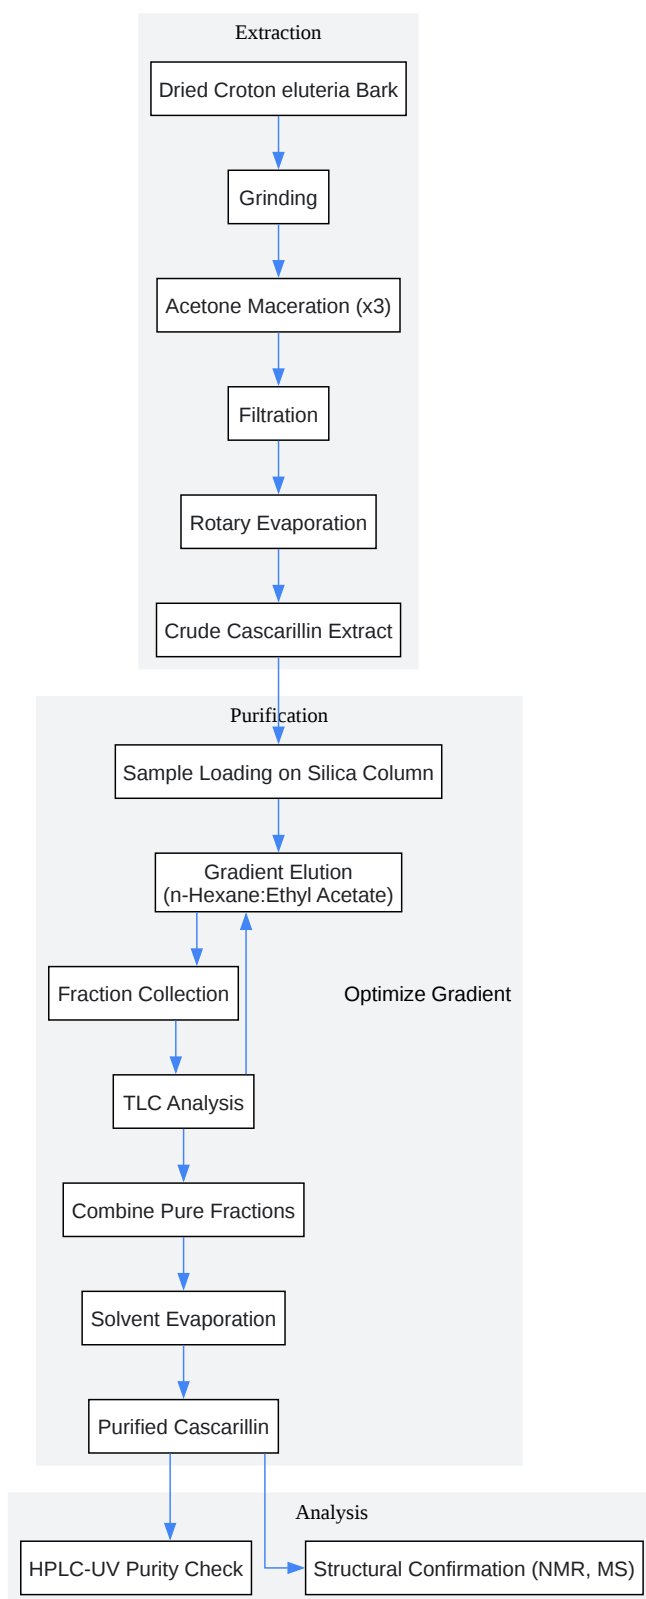 Extraction
Dried Croton eluteria Bark
Grinding
Acetone Maceration (x3)
Filtration
Rotary Evaporation
Crude Cascarillin Extract
Purification
Sample Loading on Silica Column
Gradient Elution
(n-Hexane:Ethyl Acetate)
Fraction Collection
Optimize Gradient
TLC Analysis
Combine Pure Fractions
Solvent Evaporation
Purified Cascarillin
Analysis
HPLC-UV Purity Check
Structural Confirmation (NMR, MS)